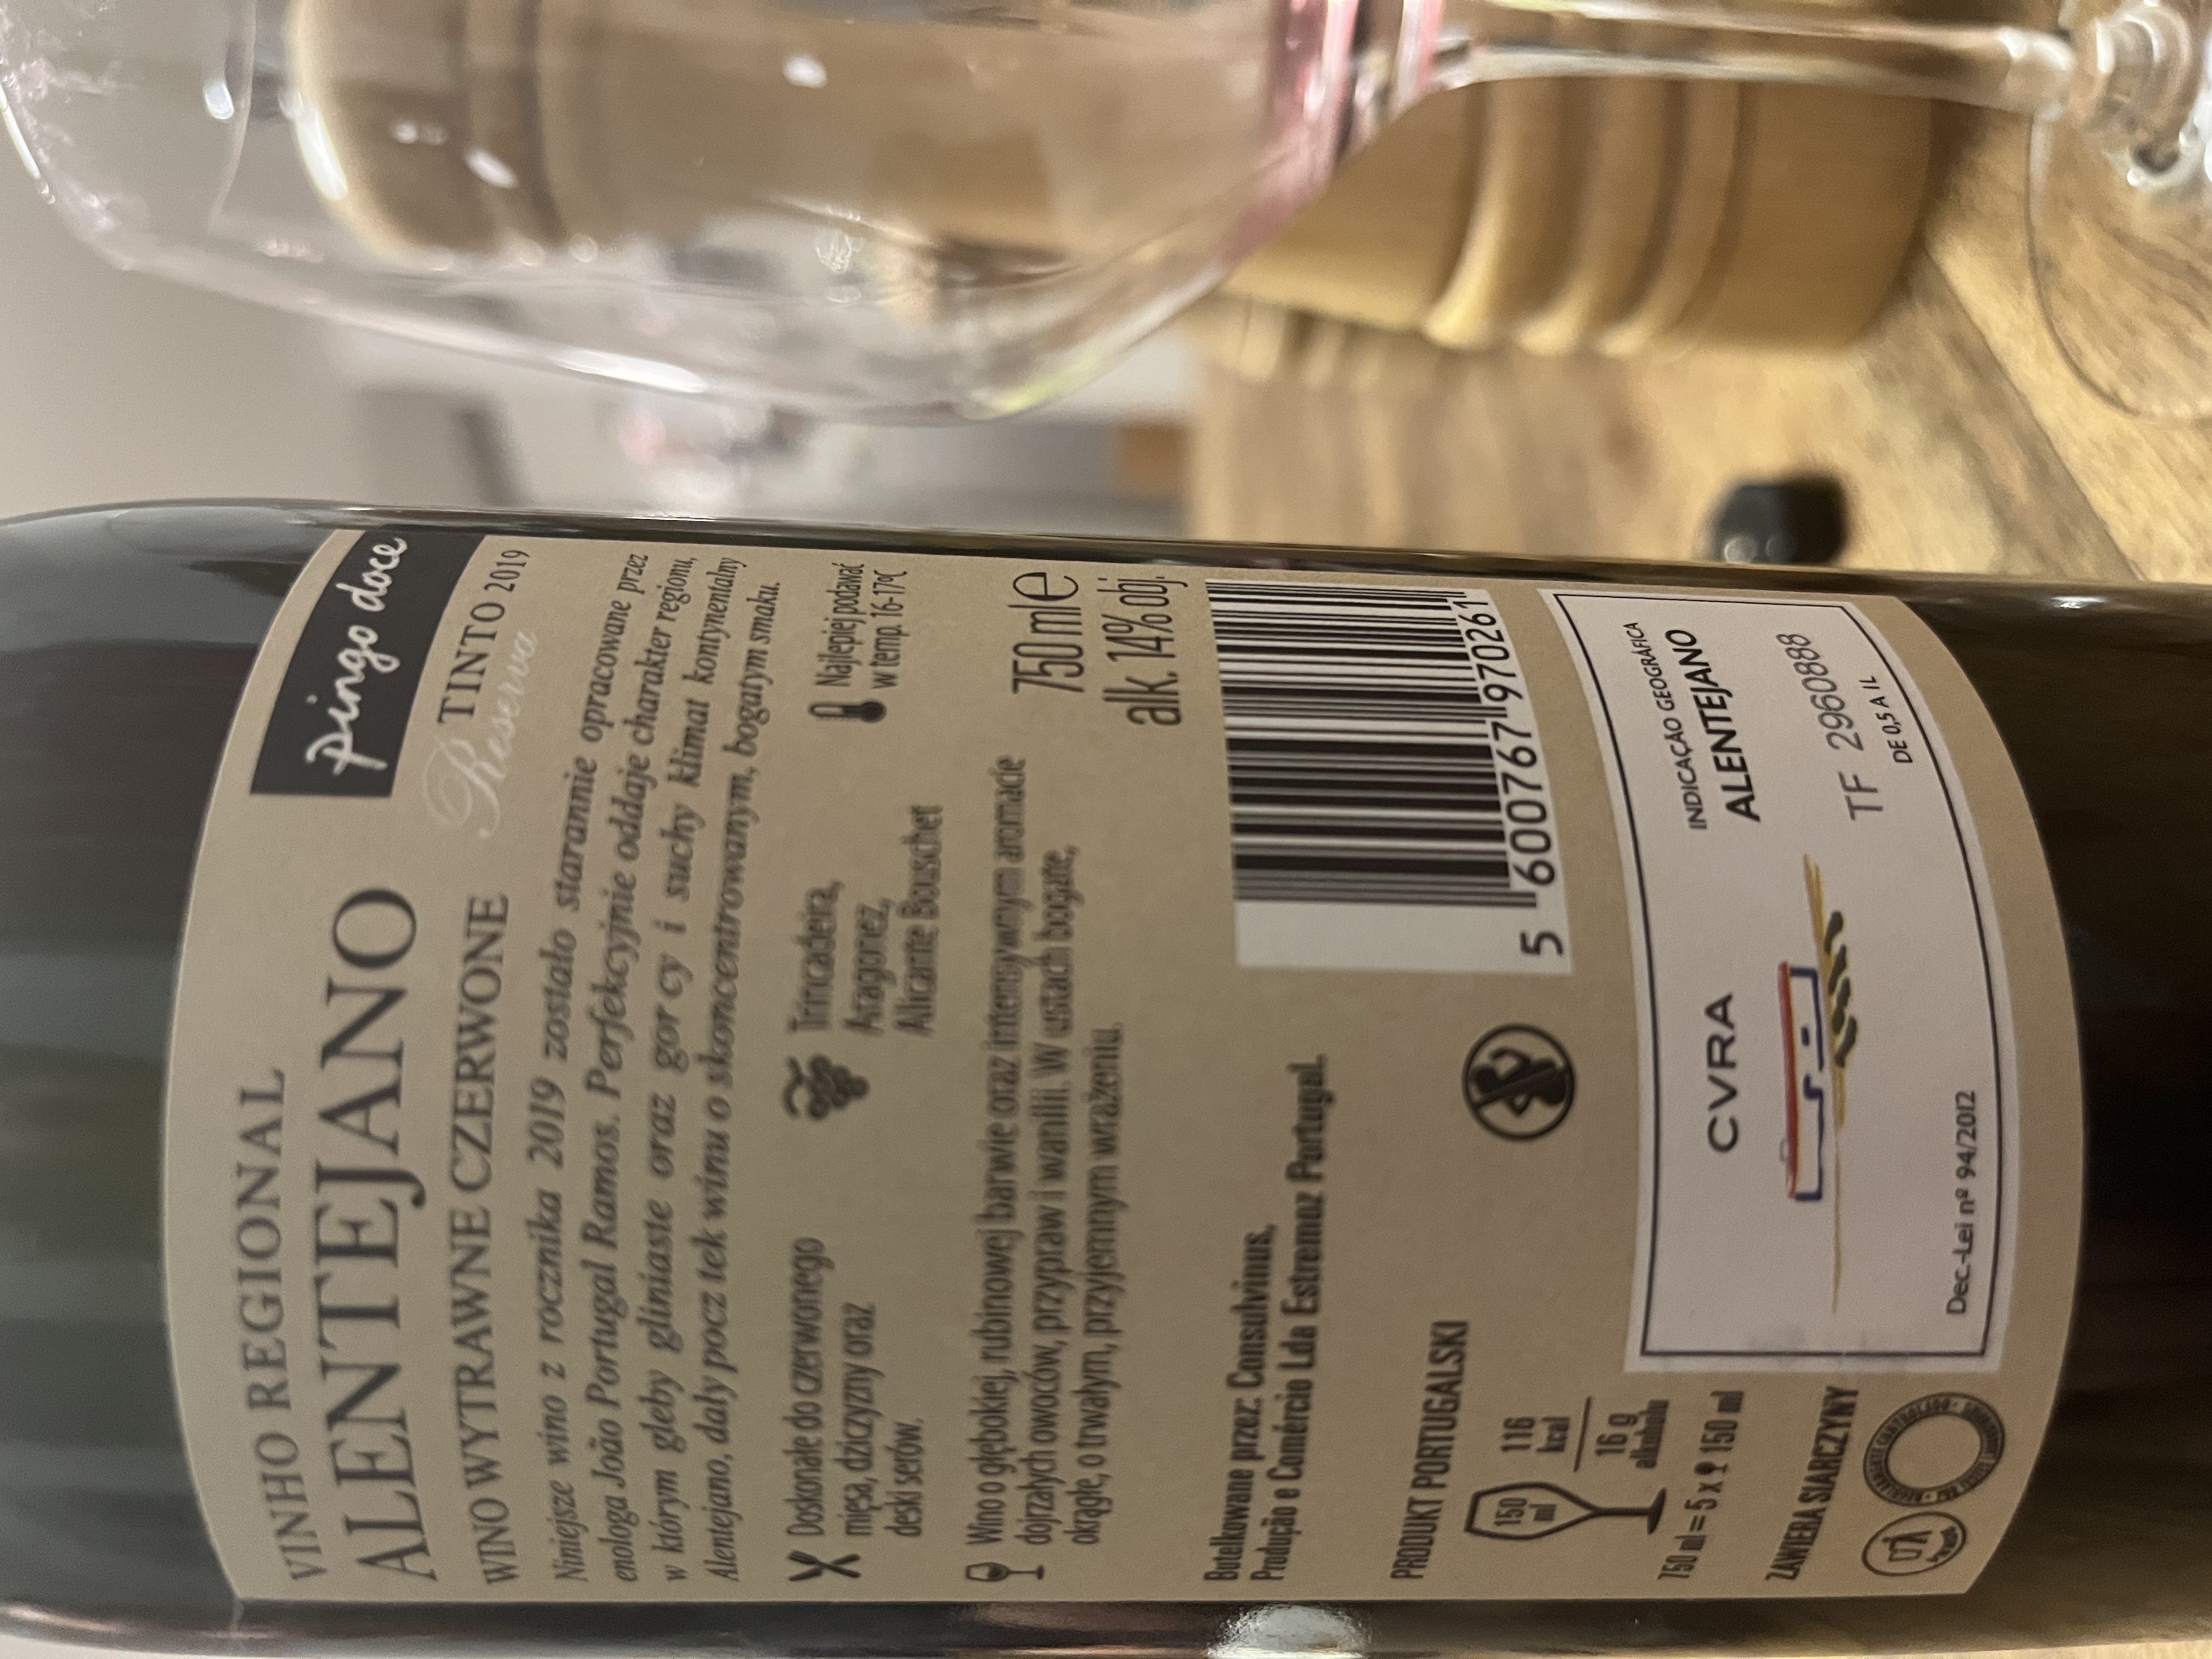 VINHO REGIONAL
ALENTEJANO
pingo doce
WINO WYTRAWNE CZERWONE
TINTO 2019
Reserva
Niniejsze wino z rocznika 2019 zostało starannie opracowane przez
enologa João Portugal Ramos. Perfekcyjnie oddaje charakter regionu,
w którym gleby gliniaste oraz gor cy i suchy klimat kontynentalny
Alentejano, dały pocz tek winu o skoncentrowanym, bogatym smaku.
Doskonałe do czerwonego
mięsa, dziczyzny oraz
deski serów.
Trincadeira,
Aragonez,
Alicante Bouschet
Najlepiej podawać
w temp. 16-17ºC
Wino o głębokiej, rubinowej barwie oraz intensywnym aromacie
dojrzałych owoców, przypraw i wanilii. W ustach bogate,
okrągłe, o trwałym, przyjemnym wrażeniu.
750 ml e
alk. 14% obj.
Butelkowane przez: Consulvinus,
Produção e Comércio Lda Estremoz Portugal.
PRODUKT PORTUGALSKI
150 ml
116
kcal
16 g
alkoholu
750 ml = 5 x 150 ml
ZAWIERA SIARCZYNY
5 600767 970261
CVRA
INDICAÇÃO GEOGRÁFICA
ALENTEJANO
TF 2960888
DE 0,5 A 1L
Dec.-Lei nº 94/2012